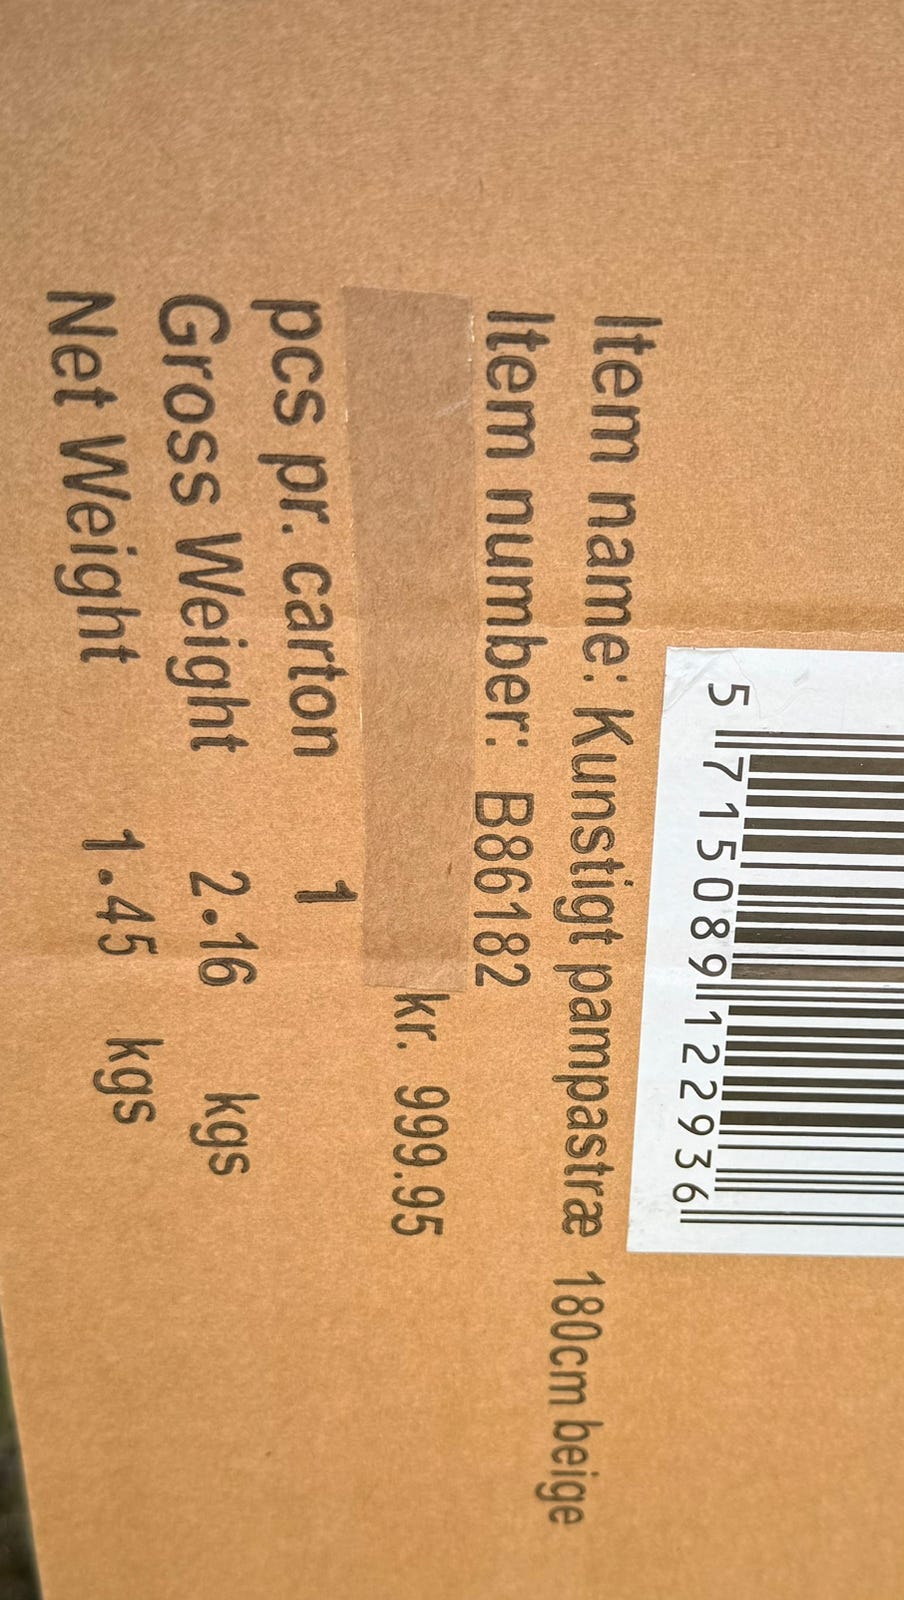 5 715089 122936
Item name: Kunstigt pampastræ 180cm beige
Item number: B86182
kr. 999.95
pcs pr. carton 1
Gross Weight 2.16 kgs
Net Weight 1.45 kgs